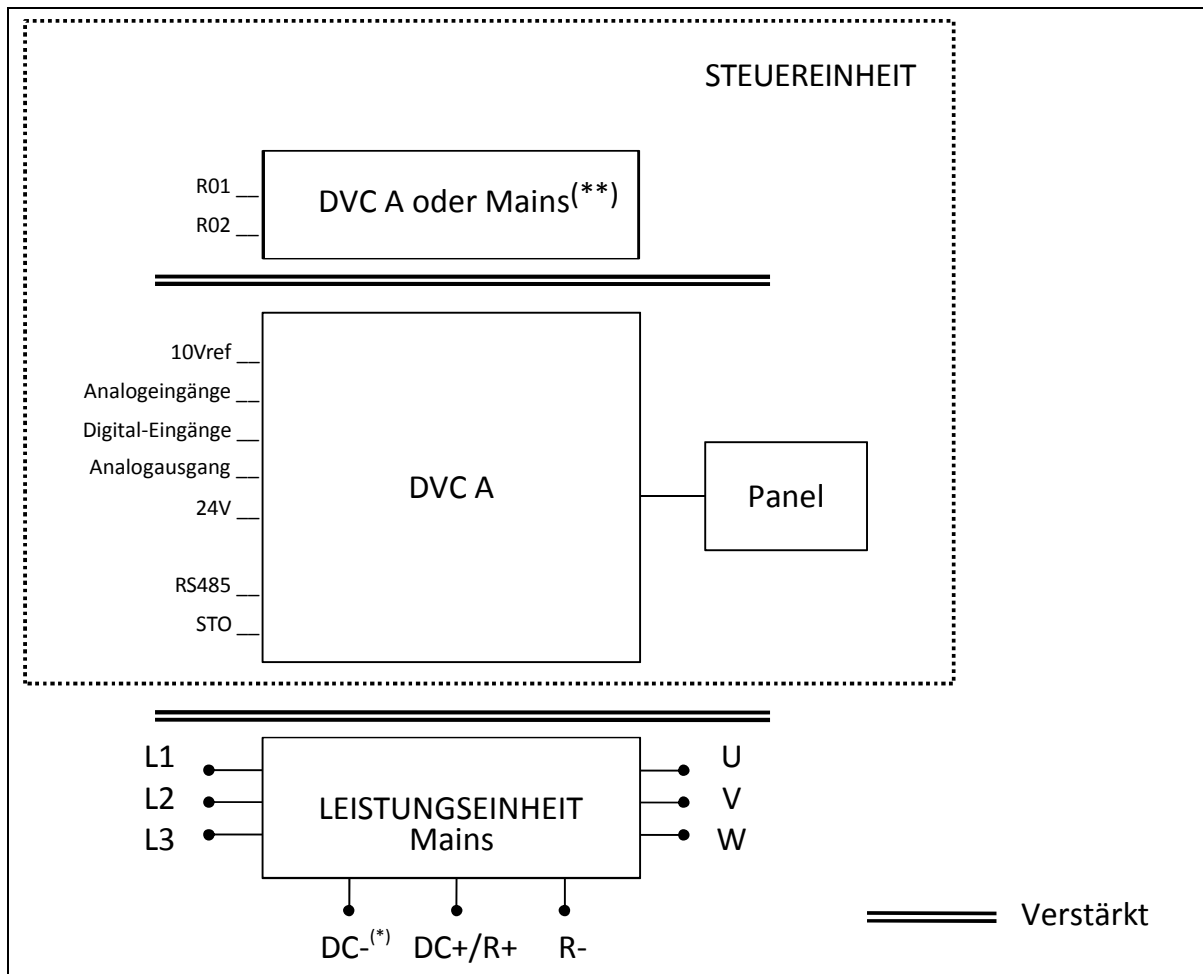 STEUEREINHEIT
R01
R02
DVC A oder Mains(**)
10Vref
Analogeingänge
Digital-Eingänge
Analogausgang
24V
RS485
STO
DVC A
Panel
L1
L2
L3
LEISTUNGSEINHEIT
Mains
U
V
W
DC-(*) DC+/R+ R-
Verstärkt